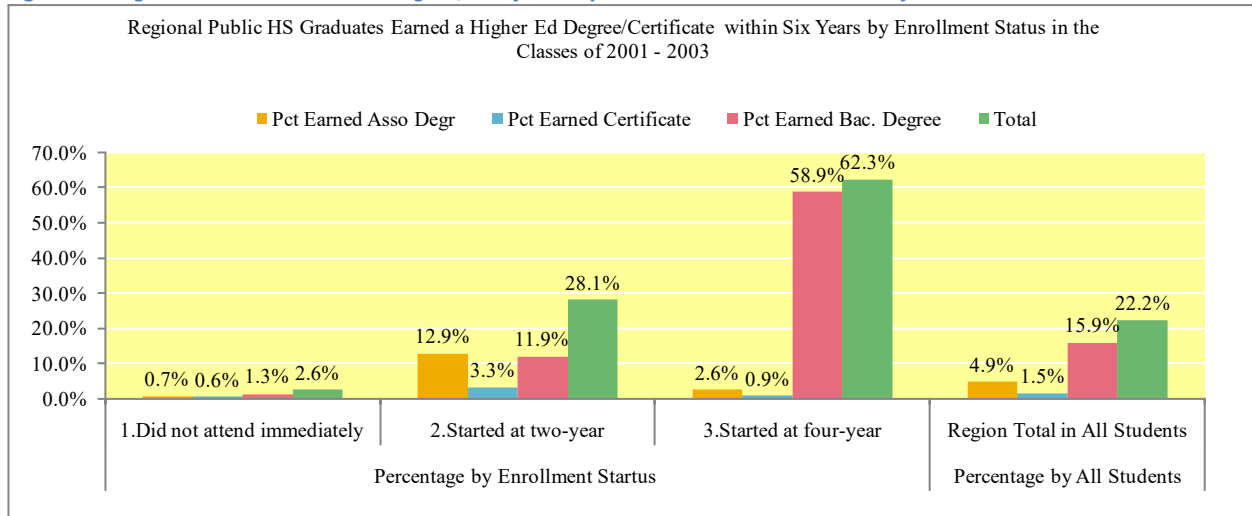 Regional Public HS Graduates Earned a Higher Ed Degree/Certificate within Six Years by Enrollment Status in the
Classes of 2001 - 2003
Pct Earned Asso Degr Pct Earned Certificate Pct Earned Bac. Degree Total
70.0%
60.0%
50.0%
40.0%
30.0%
20.0%
10.0%
0.0%
0.7% 0.6% 1.3% 2.6%
12.9% 3.3% 11.9% 28.1%
2.6% 0.9% 58.9% 62.3%
4.9% 1.5% 15.9% 22.2%
1.Did not attend immediately 2.Started at two-year 3.Started at four-year Region Total in All Students
Percentage by Enrollment Startus Percentage by All Students